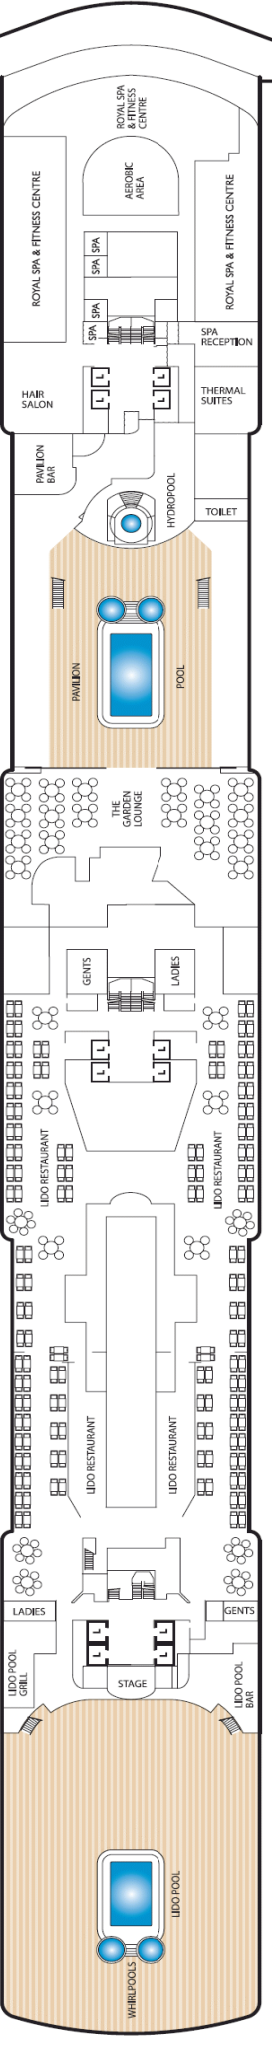 ROYAL SPA
& FITNESS
CENTRE
AEROBIC
AREA
ROYAL SPA & FITNESS CENTRE
ROYAL SPA & FITNESS CENTRE
SPA
SPA
SPA
SPA
SPA
RECEPTION
L
L
L
L
HAIR
SALON
THERMAL
SUITES
PAVILION
BAR
HYDROPOOL
TOILET
PAVILION
POOL
THE
GARDEN
LOUNGE
GENTS
LADIES
L
L
L
L
LIDO RESTAURANT
LIDO RESTAURANT
LIDO RESTAURANT
LIDO RESTAURANT
LADIES
GENTS
L
L
L
L
LIDO POOL
GRILL
STAGE
LIDO POOL
BAR
LIDO POOL
WHIRLPOOLS